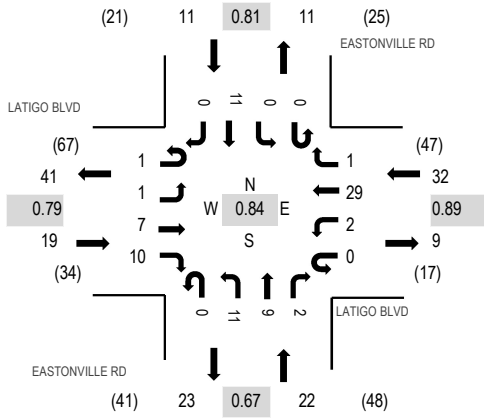 (21) 11 0.81 11 (25)
EASTONVILLE RD
LATIGO BLVD
0 11 0 0
(67) (47)
41 1 1 32
1 N 29
0.79 W 0.84 E 0.89
19 7 S 2 9
(34) 10 0 (17)
0 11 9 2
LATIGO BLVD
EASTONVILLE RD
(41) 23 0.67 22 (48)